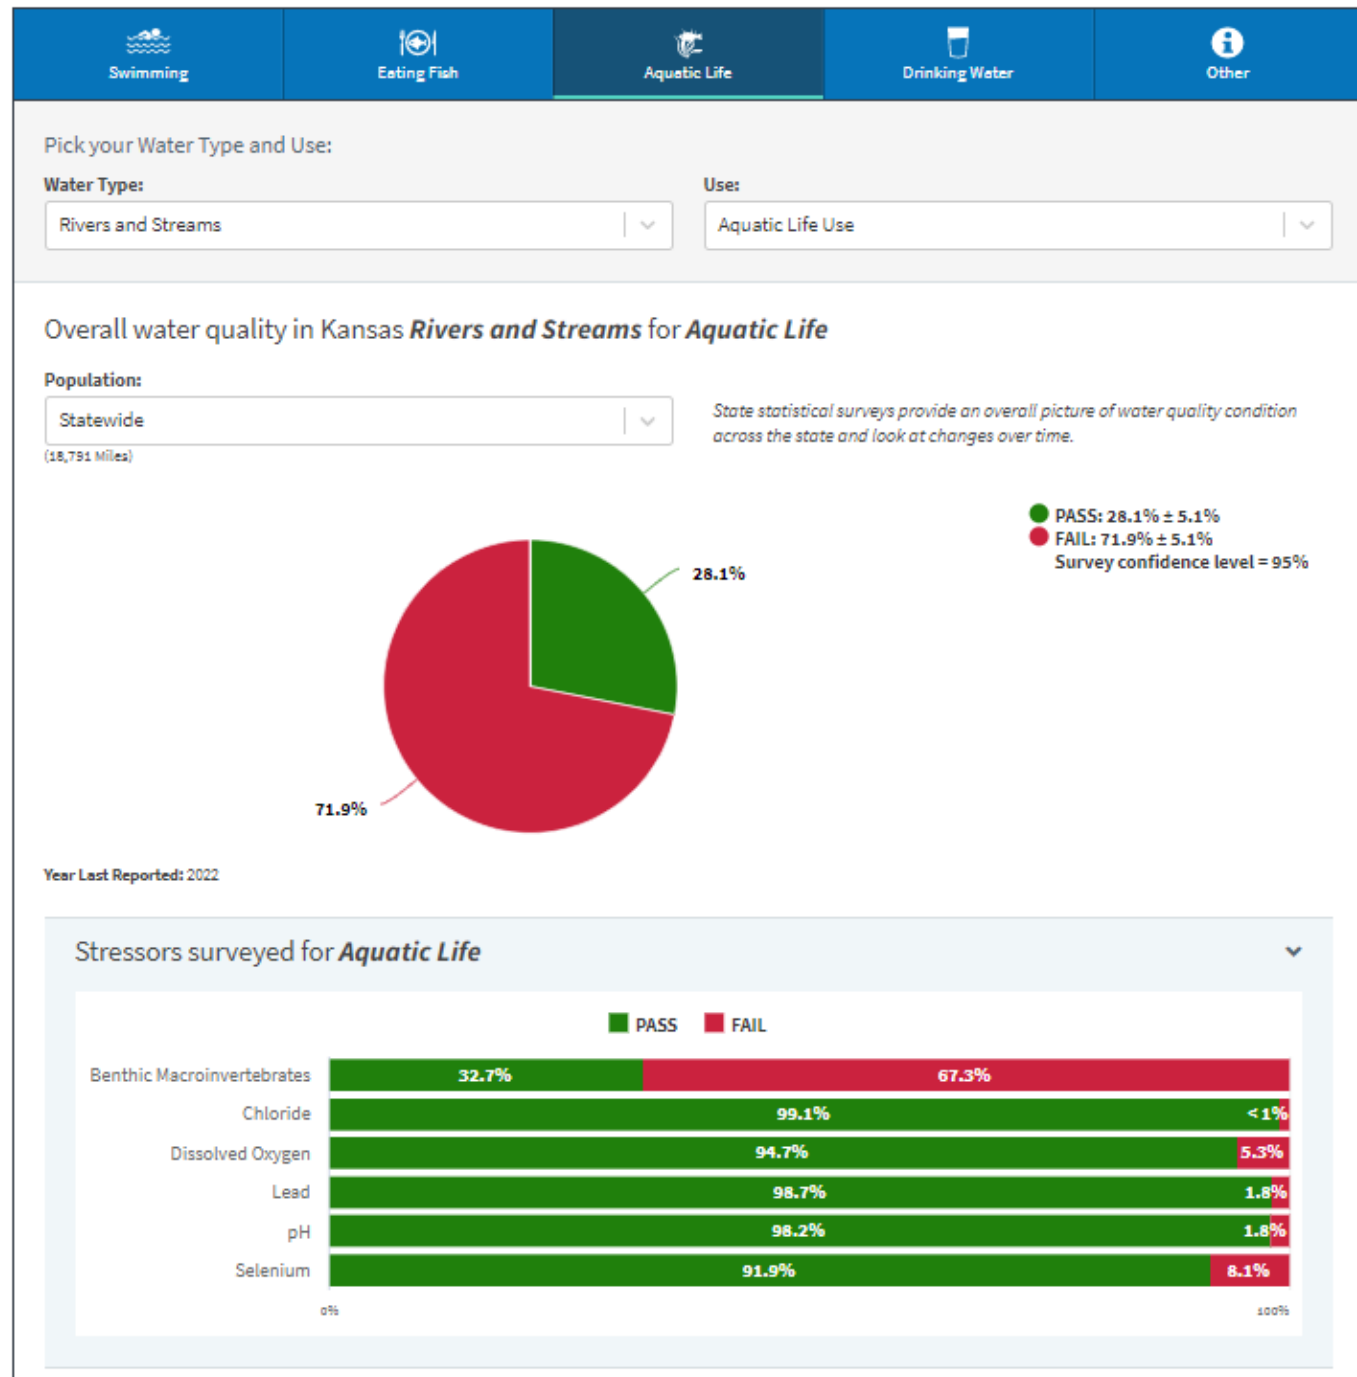 Swimming
Eating Fish
Aquatic Life
Drinking Water
Other
Pick your Water Type and Use:
Water Type:
Use:
Rivers and Streams
Aquatic Life Use
Overall water quality in Kansas Rivers and Streams for Aquatic Life
Population:
Statewide
(18,791 Miles)
State statistical surveys provide an overall picture of water quality condition
across the state and look at changes over time.
PASS: 28.1% ± 5.1%
FAIL: 71.9% ± 5.1%
Survey confidence level = 95%
28.1%
71.9%
Year Last Reported: 2022
Stressors surveyed for Aquatic Life
PASS FAIL
Benthic Macroinvertebrates 32.7% 67.3%
Chloride 99.1% < 1%
Dissolved Oxygen 94.7% 5.3%
Lead 98.7% 1.8%
pH 98.2% 1.8%
Selenium 91.9% 8.1%
0% 100%